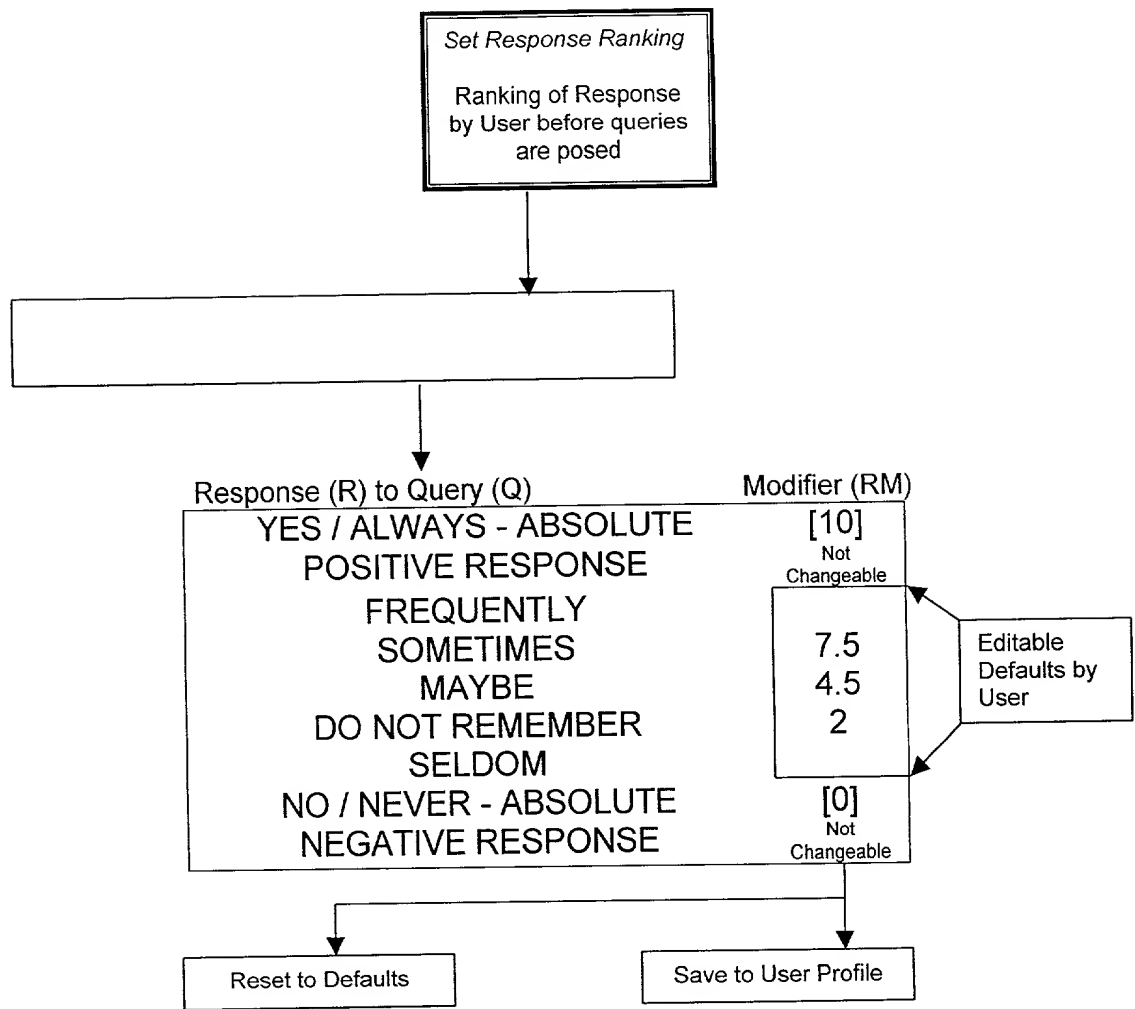 Set Response Ranking
Ranking of Response
by User before queries
are posed
Response (R) to Query (Q) Modifier (RM)
YES / ALWAYS - ABSOLUTE [10]
POSITIVE RESPONSE Not
Changeable
FREQUENTLY
SOMETIMES 7.5
MAYBE 4.5
DO NOT REMEMBER 2
SELDOM
NO / NEVER - ABSOLUTE [0]
NEGATIVE RESPONSE Not
Changeable
Editable
Defaults by
User
Reset to Defaults
Save to User Profile